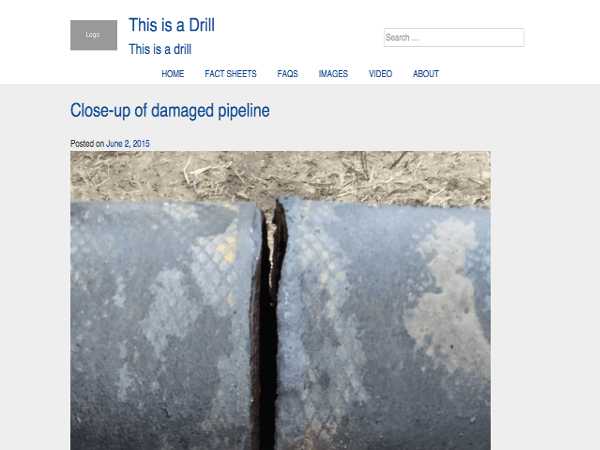 Logo
This is a Drill
This is a drill
Search ...
HOME FACT SHEETS FAQS IMAGES VIDEO ABOUT
Close-up of damaged pipeline
Posted on June 2, 2015